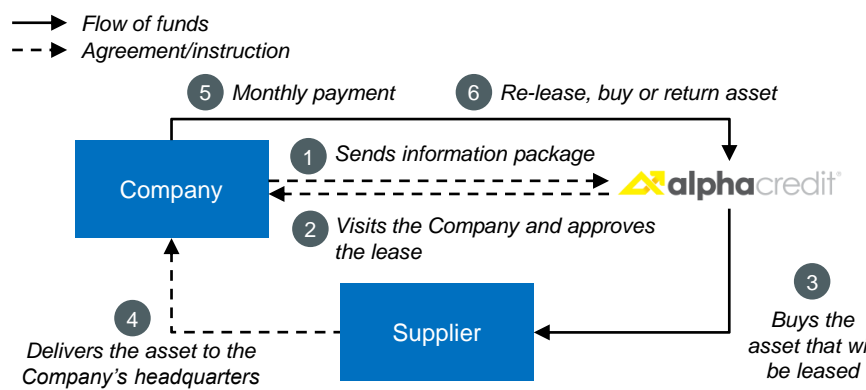 Flow of funds
Agreement/instruction
5 Monthly payment
6 Re-lease, buy or return asset
1 Sends information package
Company
alphacredit®
2 Visits the Company and approves
the lease
3
4
Supplier
Buys the
asset that
be leased
Delivers the asset to the
Company's headquarters